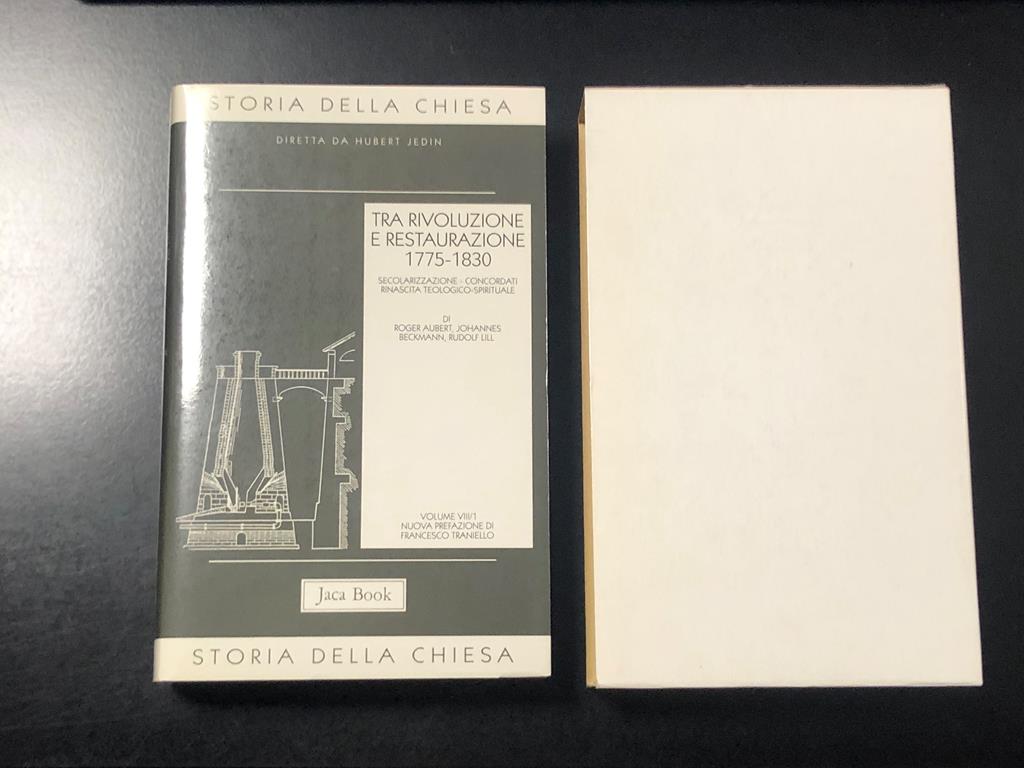 STORIA DELLA CHIESA
DIRETTA DA HUBERT JEDIN
TRA RIVOLUZIONE
E RESTAURAZIONE
1775-1830
SECOLARIZZAZIONE - CONCORDATI
RINASCITA TEOLOGICO-SPIRITUALE
DI
ROGER AUBERT, JOHANNES
BECKMANN, RUDOLF LILL
VOLUME VIII/1
NUOVA PREFAZIONE DI
FRANCESCO TRANIELLO
Jaca Book
STORIA DELLA CHIESA